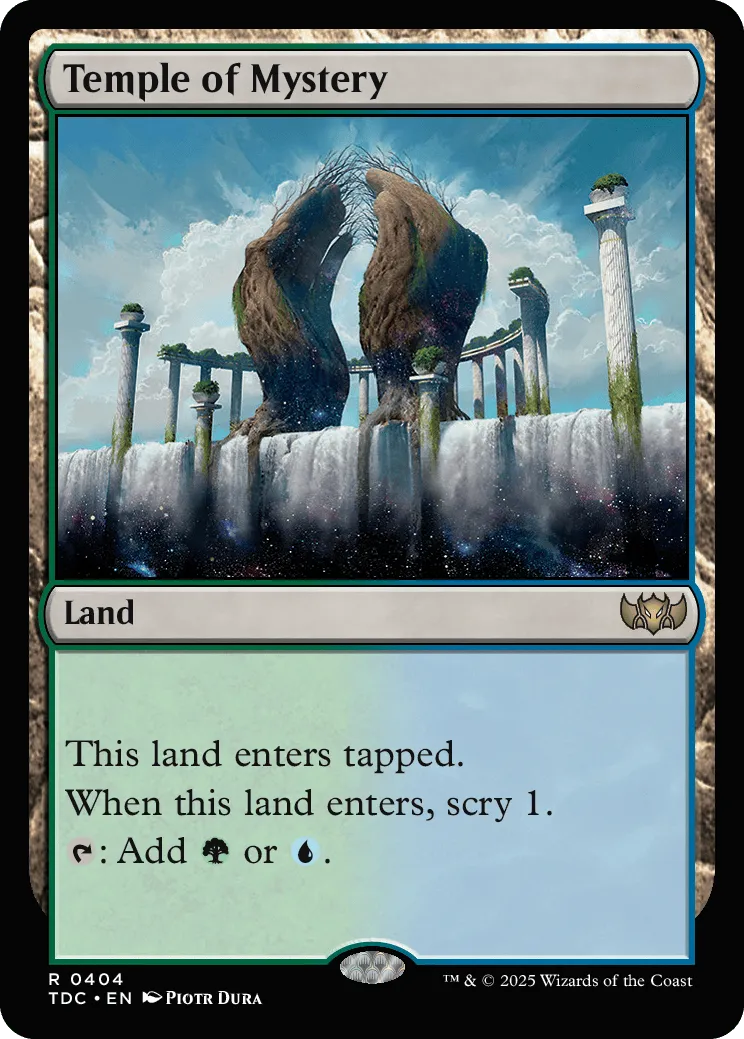 Temple of Mystery
Land
This land enters tapped.
When this land enters, scry 1.
: Add or .
R 0404
TDC • EN Piotr Dura
™ & © 2025 Wizards of the Coast